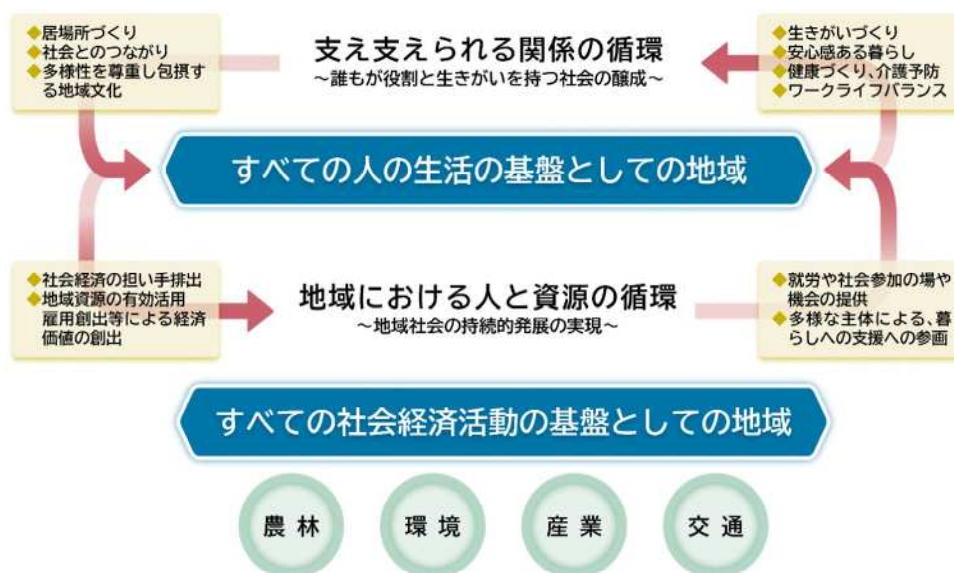 ◆居場所づくり
◆社会とのつながり
◆多様性を尊重し包摂す
る地域文化
支え支えられる関係の循環
～誰もが役割と生きがいを持つ社会の醸成～
◆生きがいづくり
◆安心感ある暮らし
◆健康づくり、介護予防
◆ワークライフバランス
すべての人の生活の基盤としての地域
◆社会経済の担い手排出
◆地域資源の有効活用
雇用創出等による経済
価値の創出
地域における人と資源の循環
～地域社会の持続的発展の実現～
◆就労や社会参加の場や
機会の提供
◆多様な主体による、暮
らしへの支援への参画
すべての社会経済活動の基盤としての地域
農林
環境
産業
交通